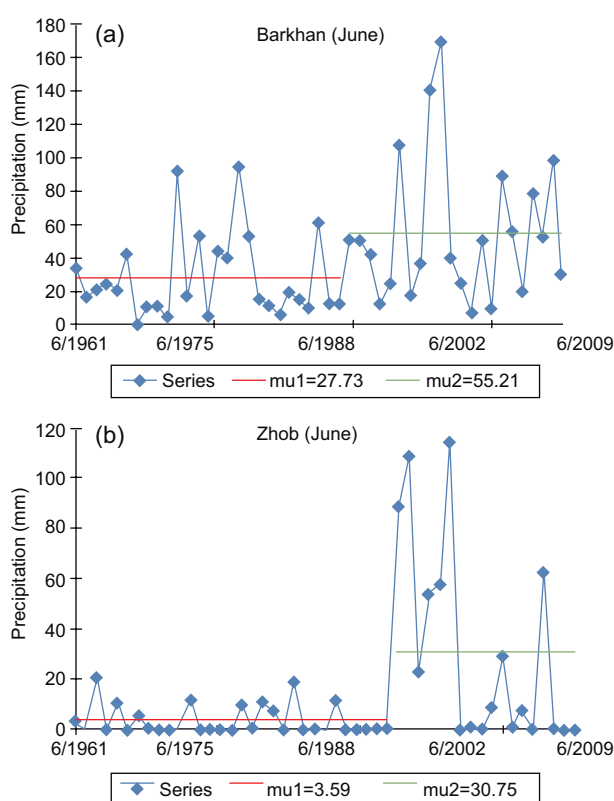 (a) Barkhan (June)
Precipitation (mm)
180
160
140
120
100
80
60
40
20
0
6/1961 6/1975 6/1988 6/2002 6/2009
Series mu1=27.73 mu2=55.21
(b) Zhob (June)
Precipitation (mm)
120
100
80
60
40
20
0
6/1961 6/1975 6/1988 6/2002 6/2009
Series mu1=3.59 mu2=30.75